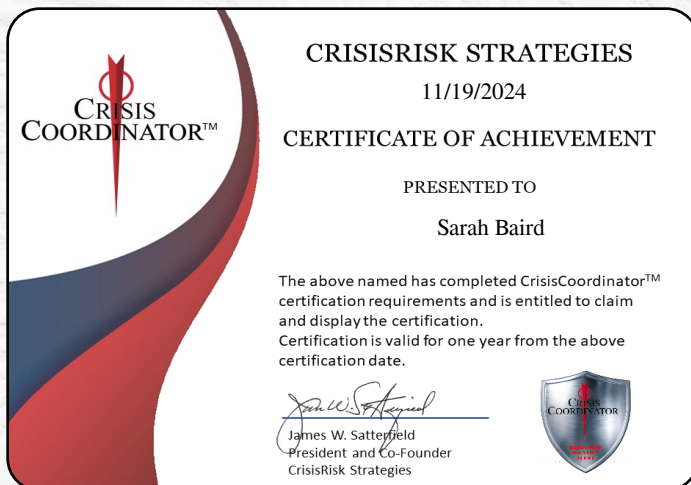 CRISIS
COORDINATOR™
CRISISRISK STRATEGIES
11/19/2024
CERTIFICATE OF ACHIEVEMENT
PRESENTED TO
Sarah Baird
The above named has completed CrisisCoordinator™
certification requirements and is entitled to claim
and display the certification.
Certification is valid for one year from the above
certification date.
James W. Satterfield
President and Co-Founder
CrisisRisk Strategies
CRISIS
COORDINATOR